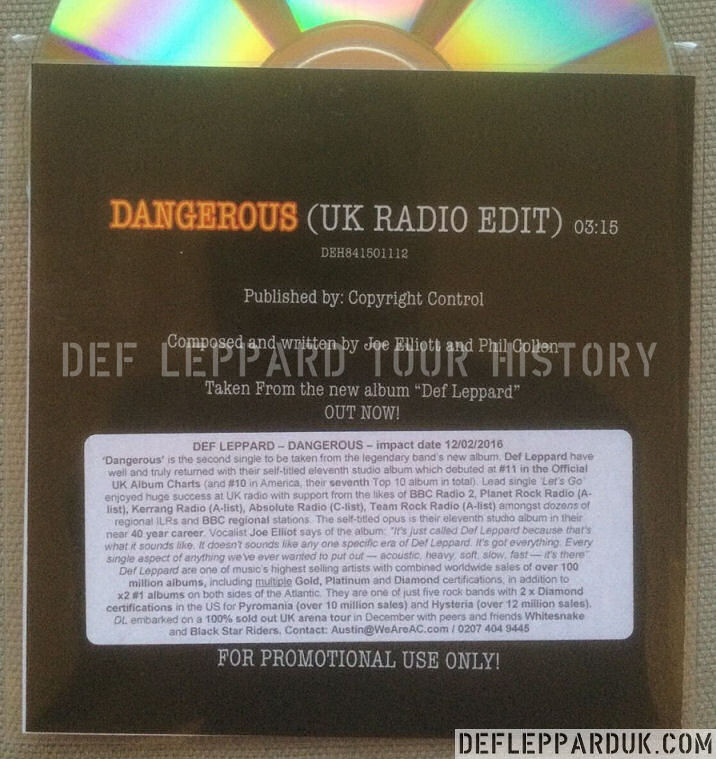 DANGEROUS (UK RADIO EDIT) 03:15
DEH841501112
Published by: Copyright Control
Composed and written by Joe Elliott and Phil Collen
DEF LEPPARD TOUR HISTORY
Taken From the new album “Def Leppard”
OUT NOW!
DEF LEPPARD – DANGEROUS – impact date 12/02/2016
‘Dangerous’ is the second single to be taken from the legendary band's new album. Def Leppard have
well and truly returned with their self-titled eleventh studio album which debuted at #11 in the Official
UK Album Charts (and #10 in America, their seventh Top 10 album in total). Lead single ‘Let's Go’
enjoyed huge success at UK radio with support from the likes of BBC Radio 2, Planet Rock Radio (A-
list), Kerrang Radio (A-list), Absolute Radio (C-list), Team Rock Radio (A-list) amongst dozens of
regional ILRs and BBC regional stations. The self-titled opus is their eleventh studio album in their
near 40 year career. Vocalist Joe Elliot says of the album: "It's just called Def Leppard because that's
what it sounds like. It doesn't sounds like any one specific era of Def Leppard. It's got everything. Every
single aspect of anything we've ever wanted to put out — acoustic, heavy, soft, slow, fast — it's there"
Def Leppard are one of music's highest selling artists with combined worldwide sales of over 100
million albums, including multiple Gold, Platinum and Diamond certifications, in addition to
x2 #1 albums on both sides of the Atlantic. They are one of just five rock bands with 2 x Diamond
certifications in the US for Pyromania (over 10 million sales) and Hysteria (over 12 million sales).
DL embarked on a 100% sold out UK arena tour in December with peers and friends Whitesnake
and Black Star Riders. Contact: Austin@WeAreAC.com / 0207 404 9445
FOR PROMOTIONAL USE ONLY!
DEFLEPPARDUK.COM